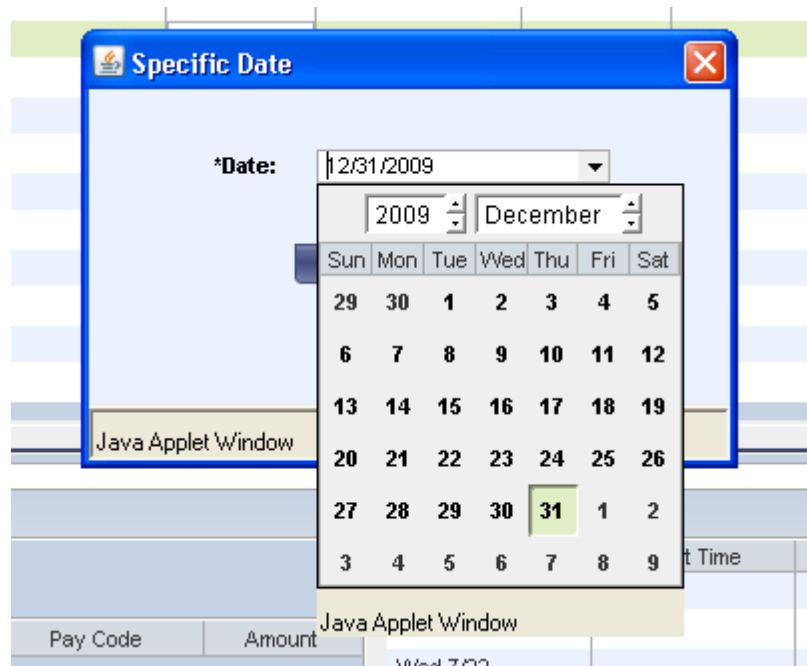 Specific Date
*Date: 12/31/2009
2009 December
Sun Mon Tue Wed Thu Fri Sat
29 30 1 2 3 4 5
6 7 8 9 10 11 12
13 14 15 16 17 18 19
20 21 22 23 24 25 26
27 28 29 30 31 1 2
3 4 5 6 7 8 9
Java Applet Window
Java Applet Window
t Time
Pay Code Amount
Wed 7/22